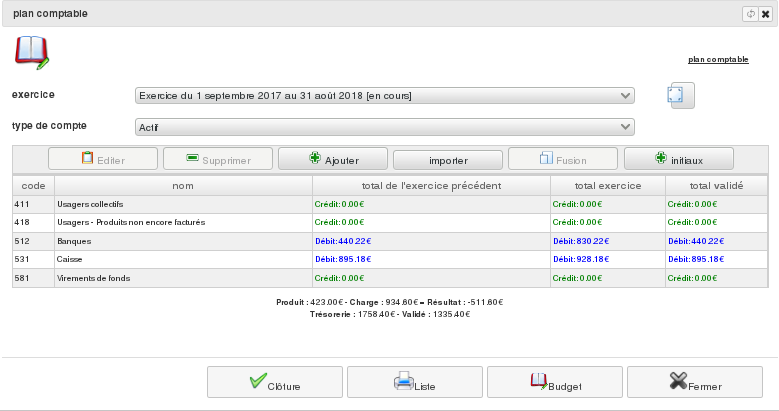 plan comptable
plan comptable
exercice Exercice du 1 septembre 2017 au 31 août 2018 [en cours]
type de compte Actif
Editer Supprimer Ajouter importer Fusion initiaux
code nom total de l'exercice précédent total exercice total validé
411 Usagers collectifs Crédit: 0.00€ Crédit: 0.00€ Crédit: 0.00€
418 Usagers - Produits non encore facturés Crédit: 0.00€ Crédit: 0.00€ Crédit: 0.00€
512 Banques Débit: 440.22€ Débit: 830.22€ Débit: 440.22€
531 Caisse Débit: 895.18€ Débit: 928.18€ Débit: 895.18€
581 Virements de fonds Crédit: 0.00€ Crédit: 0.00€ Crédit: 0.00€
Produit : 423.00€ - Charge : 934.60€ = Résultat : -511.60€
Trésorerie : 1758.40€ - Validé : 1335.40€
Clôture Liste Budget Fermer